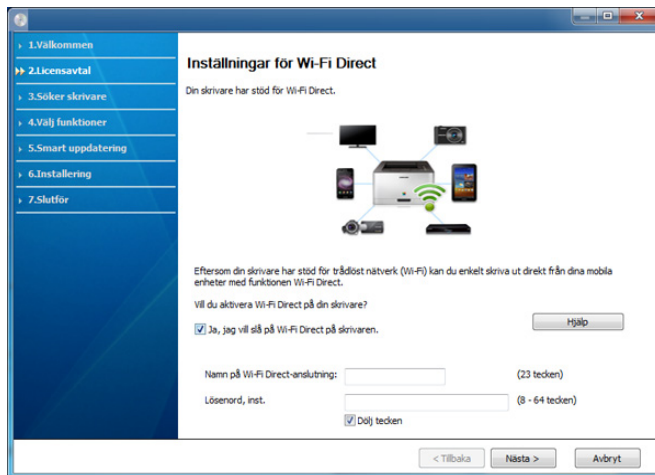 1.Välkommen
2.Licensavtal
3.Söker skrivare
4.Välj funktioner
5.Smart uppdatering
6.Installering
7.Slutför
Inställningar för Wi-Fi Direct
Din skrivare har stöd för Wi-Fi Direct.
Eftersom din skrivare har stöd för trådlöst nätverk (Wi-Fi) kan du enkelt skriva ut direkt från dina mobila
enheter med funktionen Wi-Fi Direct.
Vill du aktivera Wi-Fi Direct på din skrivare?
Ja, jag vill slå på Wi-Fi Direct på skrivaren.
Hjälp
Namn på Wi-Fi Direct-anslutning: (23 tecken)
Lösenord, inst. (8 - 64 tecken)
Dölj tecken
< Tillbaka Nästa > Avbryt